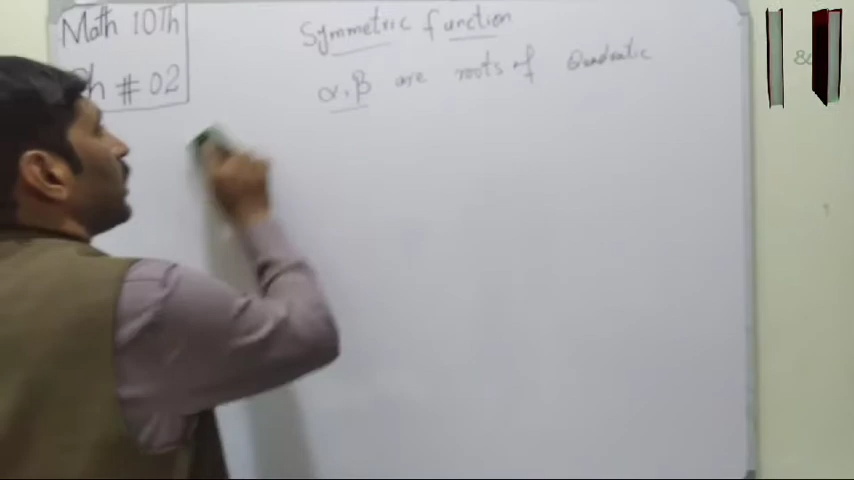 Math 10Th
Ch # 02
Symmetric function
α, β are roots of Quadratic